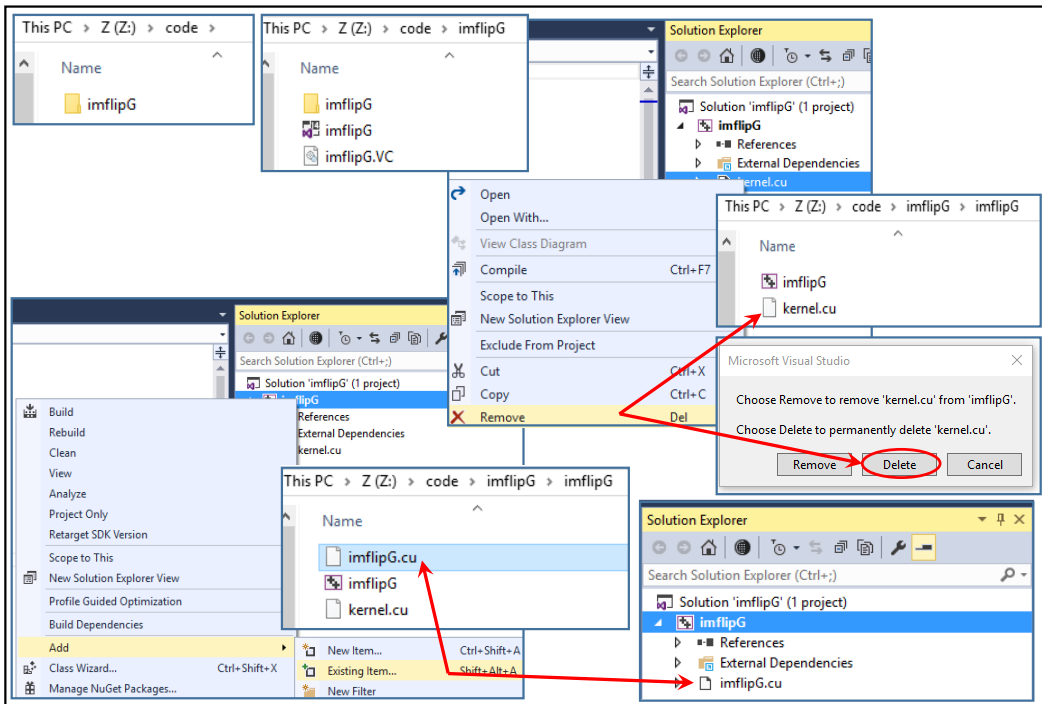 This PC > Z (Z:) > code >
Name
imflipG
This PC > Z (Z:) > code > imflipG
Name
imflipG
imflipG
imflipG.VC
Solution Explorer
Search Solution Explorer (Ctrl+;)
Solution 'imflipG' (1 project)
imflipG
References
External Dependencies
kernel.cu
Open
Open With...
View Class Diagram
Compile Ctrl+F7
Scope to This
New Solution Explorer View
Exclude From Project
Cut Ctrl+X
Copy Ctrl+C
Remove Del
This PC > Z (Z:) > code > imflipG > imflipG
Name
imflipG
kernel.cu
Microsoft Visual Studio
Choose Remove to remove 'kernel.cu' from 'imflipG'.
Choose Delete to permanently delete 'kernel.cu'.
Remove Delete Cancel
Solution Explorer
Search Solution Explorer (Ctrl+;)
Solution 'imflipG' (1 project)
References
External Dependencies
kernel.cu
Build
Rebuild
Clean
View
Analyze
Project Only
Retarget SDK Version
Scope to This
New Solution Explorer View
Profile Guided Optimization
Build Dependencies
Add
Class Wizard... Ctrl+Shift+X
Manage NuGet Packages...
New Item... Ctrl+Shift+A
Existing Item... Shift+Alt+A
New Filter
This PC > Z (Z:) > code > imflipG > imflipG
Name
imflipG.cu
imflipG
kernel.cu
Solution Explorer
Search Solution Explorer (Ctrl+;)
Solution 'imflipG' (1 project)
imflipG
References
External Dependencies
imflipG.cu